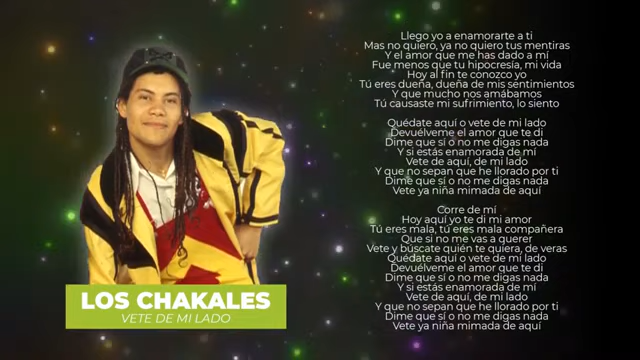 LOS CHAKALES
VETE DE MI LADO
Llego yo a enamorarte a ti
Mas no quiero, ya no quiero tus mentiras
Y el amor que me has dado a mí
Fue menos que tu hipocresía, mi vida
Hoy al fin te conozco yo
Tú eres dueña, dueña de mis sentimientos
Y que mucho nos amábamos
Tú causaste mi sufrimiento, lo siento
Quédate aquí o vete de mi lado
Devuélveme el amor que te di
Dime que sí o no me digas nada
Y si estás enamorada de mí
Vete de aquí, de mi lado
Y que no sepan que he llorado por ti
Dime que sí o no me digas nada
Vete ya niña mimada de aquí
Corre de mí
Hoy aquí yo te di mi amor
Tú eres mala, tú eres mala compañera
Que si no me vas a querer
Vete y búscate quién te quiera, de veras
Quédate aquí o vete de mi lado
Devuélveme el amor que te di
Dime que sí o no me digas nada
Y si estás enamorada de mí
Vete de aquí, de mi lado
Y que no sepan que he llorado por ti
Dime que sí o no me digas nada
Vete ya niña mimada de aquí